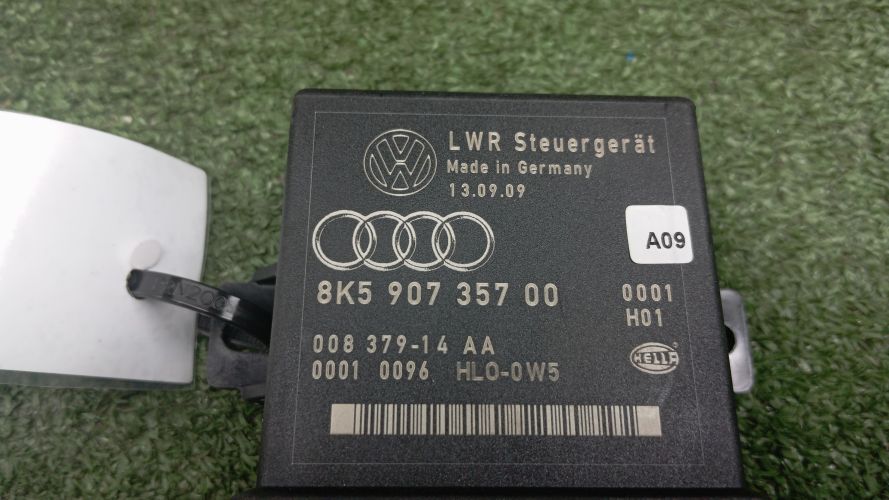 LWR Steuergerät
Made in Germany
13.09.09
A09
8K5 907 357 00
0001
H01
008 379-14 AA
0001 0096 HLO-0W5
HELLA